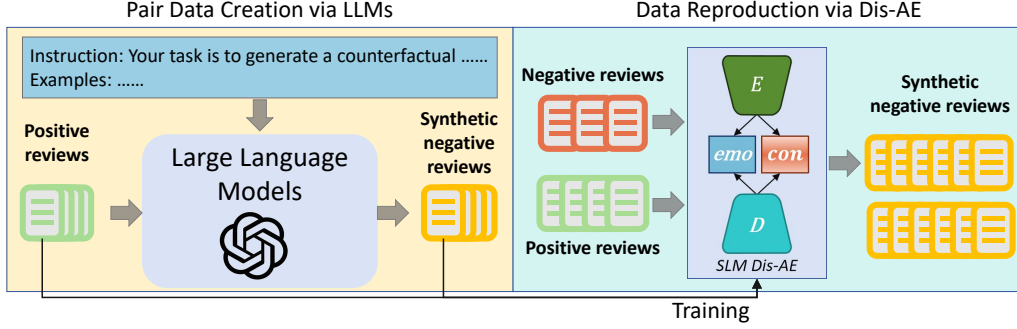 Pair Data Creation via LLMs
Instruction: Your task is to generate a counterfactual ......
Examples: ......
Positive
reviews
Large Language
Models
Synthetic
negative
reviews
Data Reproduction via Dis-AE
Negative reviews
Positive reviews
E
emo
con
D
SLM Dis-AE
Synthetic
negative reviews
Training